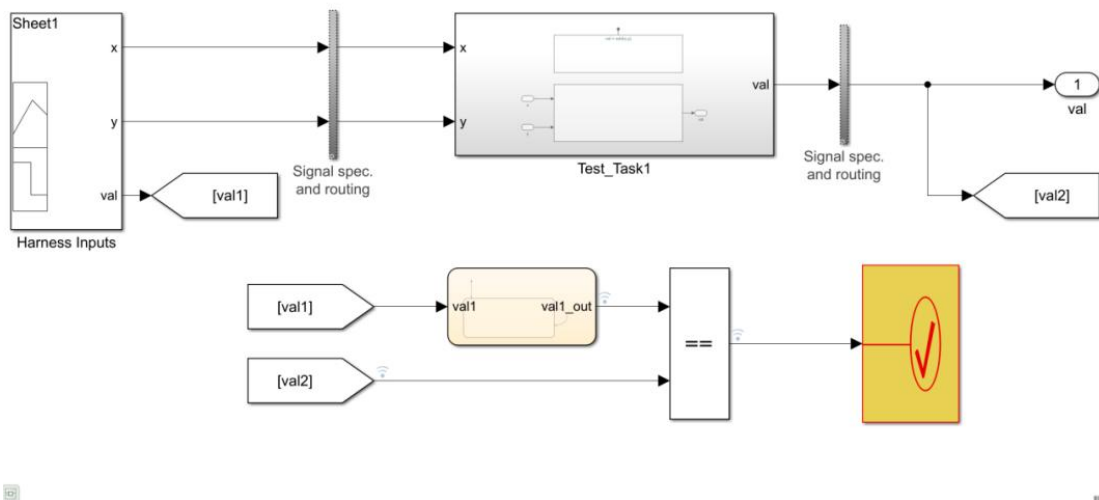 Sheet1
x
y
val
Harness Inputs
[val1]
Signal spec.
and routing
x
y
val
Test_Task1
Signal spec.
and routing
1
val
[val2]
[val1]
val1
val1_out
[val2]
==